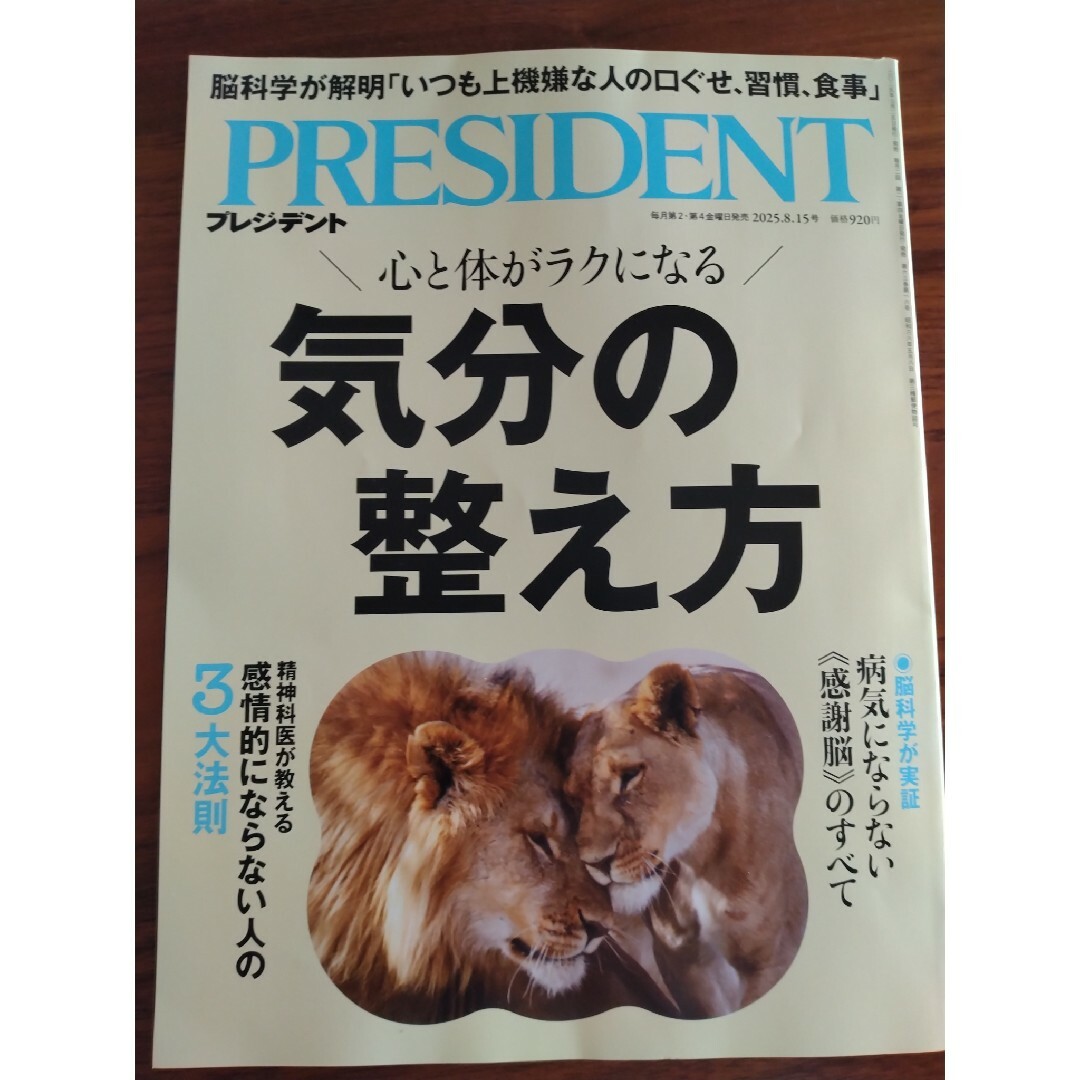 脳科学が解明「いつも上機嫌な人の口ぐせ、習慣、食事」
PRESIDENT
プレジデント
毎月第2・第4金曜日発売 2025.8.15号 価格920円
心と体がラクになる
気分の
整え方
◉脳科学が実証
病気にならない
《感謝脳》のすべて
精神科医が教える
感情的にならない人の
3大法則